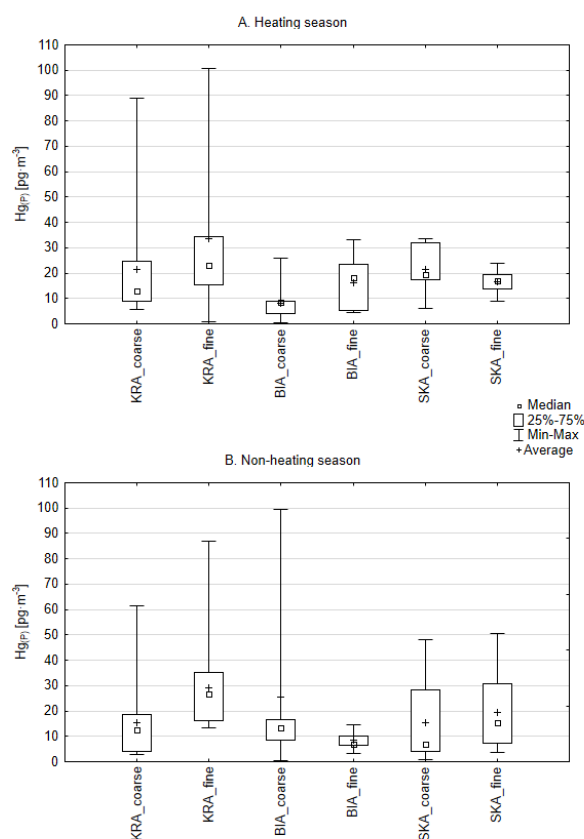 A. Heating season
110
100
90
80
70
60
50
40
30
20
10
0
Hg(P) [pg·m-3]
KRA_coarse
KRA_fine
BIA_coarse
BIA_fine
SKA_coarse
SKA_fine
Median
25%-75%
Min-Max
Average
B. Non-heating season
110
100
90
80
70
60
50
40
30
20
10
0
Hg(P) [pg·m-3]
KRA_coarse
KRA_fine
BIA_coarse
BIA_fine
SKA_coarse
SKA_fine